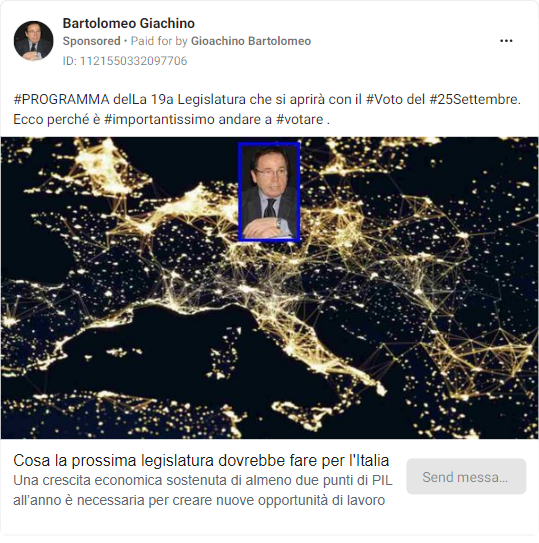 Bartolomeo Giachino
Sponsored • Paid for by Gioachino Bartolomeo
ID: 1121550332097706
#PROGRAMMA delLa 19a Legislatura che si aprirà con il #Voto del #25Settembre.
Ecco perché è #importantissimo andare a #votare .
Cosa la prossima legislatura dovrebbe fare per l'Italia
Una crescita economica sostenuta di almeno due punti di PIL
all'anno è necessaria per creare nuove opportunità di lavoro
Send messa...